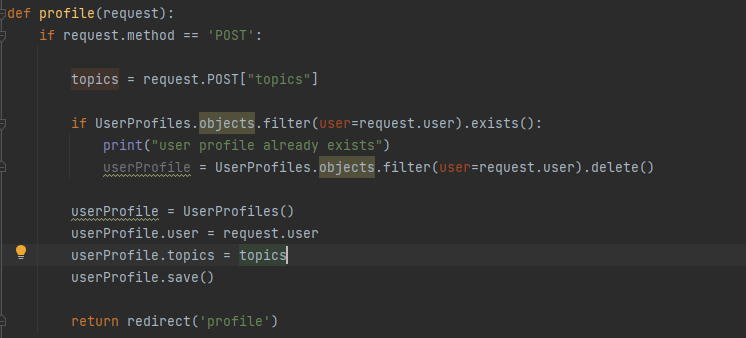 def profile(request):
    if request.method == 'POST':
        topics = request.POST["topics"]
        if UserProfiles.objects.filter(user=request.user).exists():
            print("user profile already exists")
            userProfile = UserProfiles.objects.filter(user=request.user).delete()
        userProfile = UserProfiles()
        userProfile.user = request.user
        userProfile.topics = topics
        userProfile.save()
        return redirect('profile')